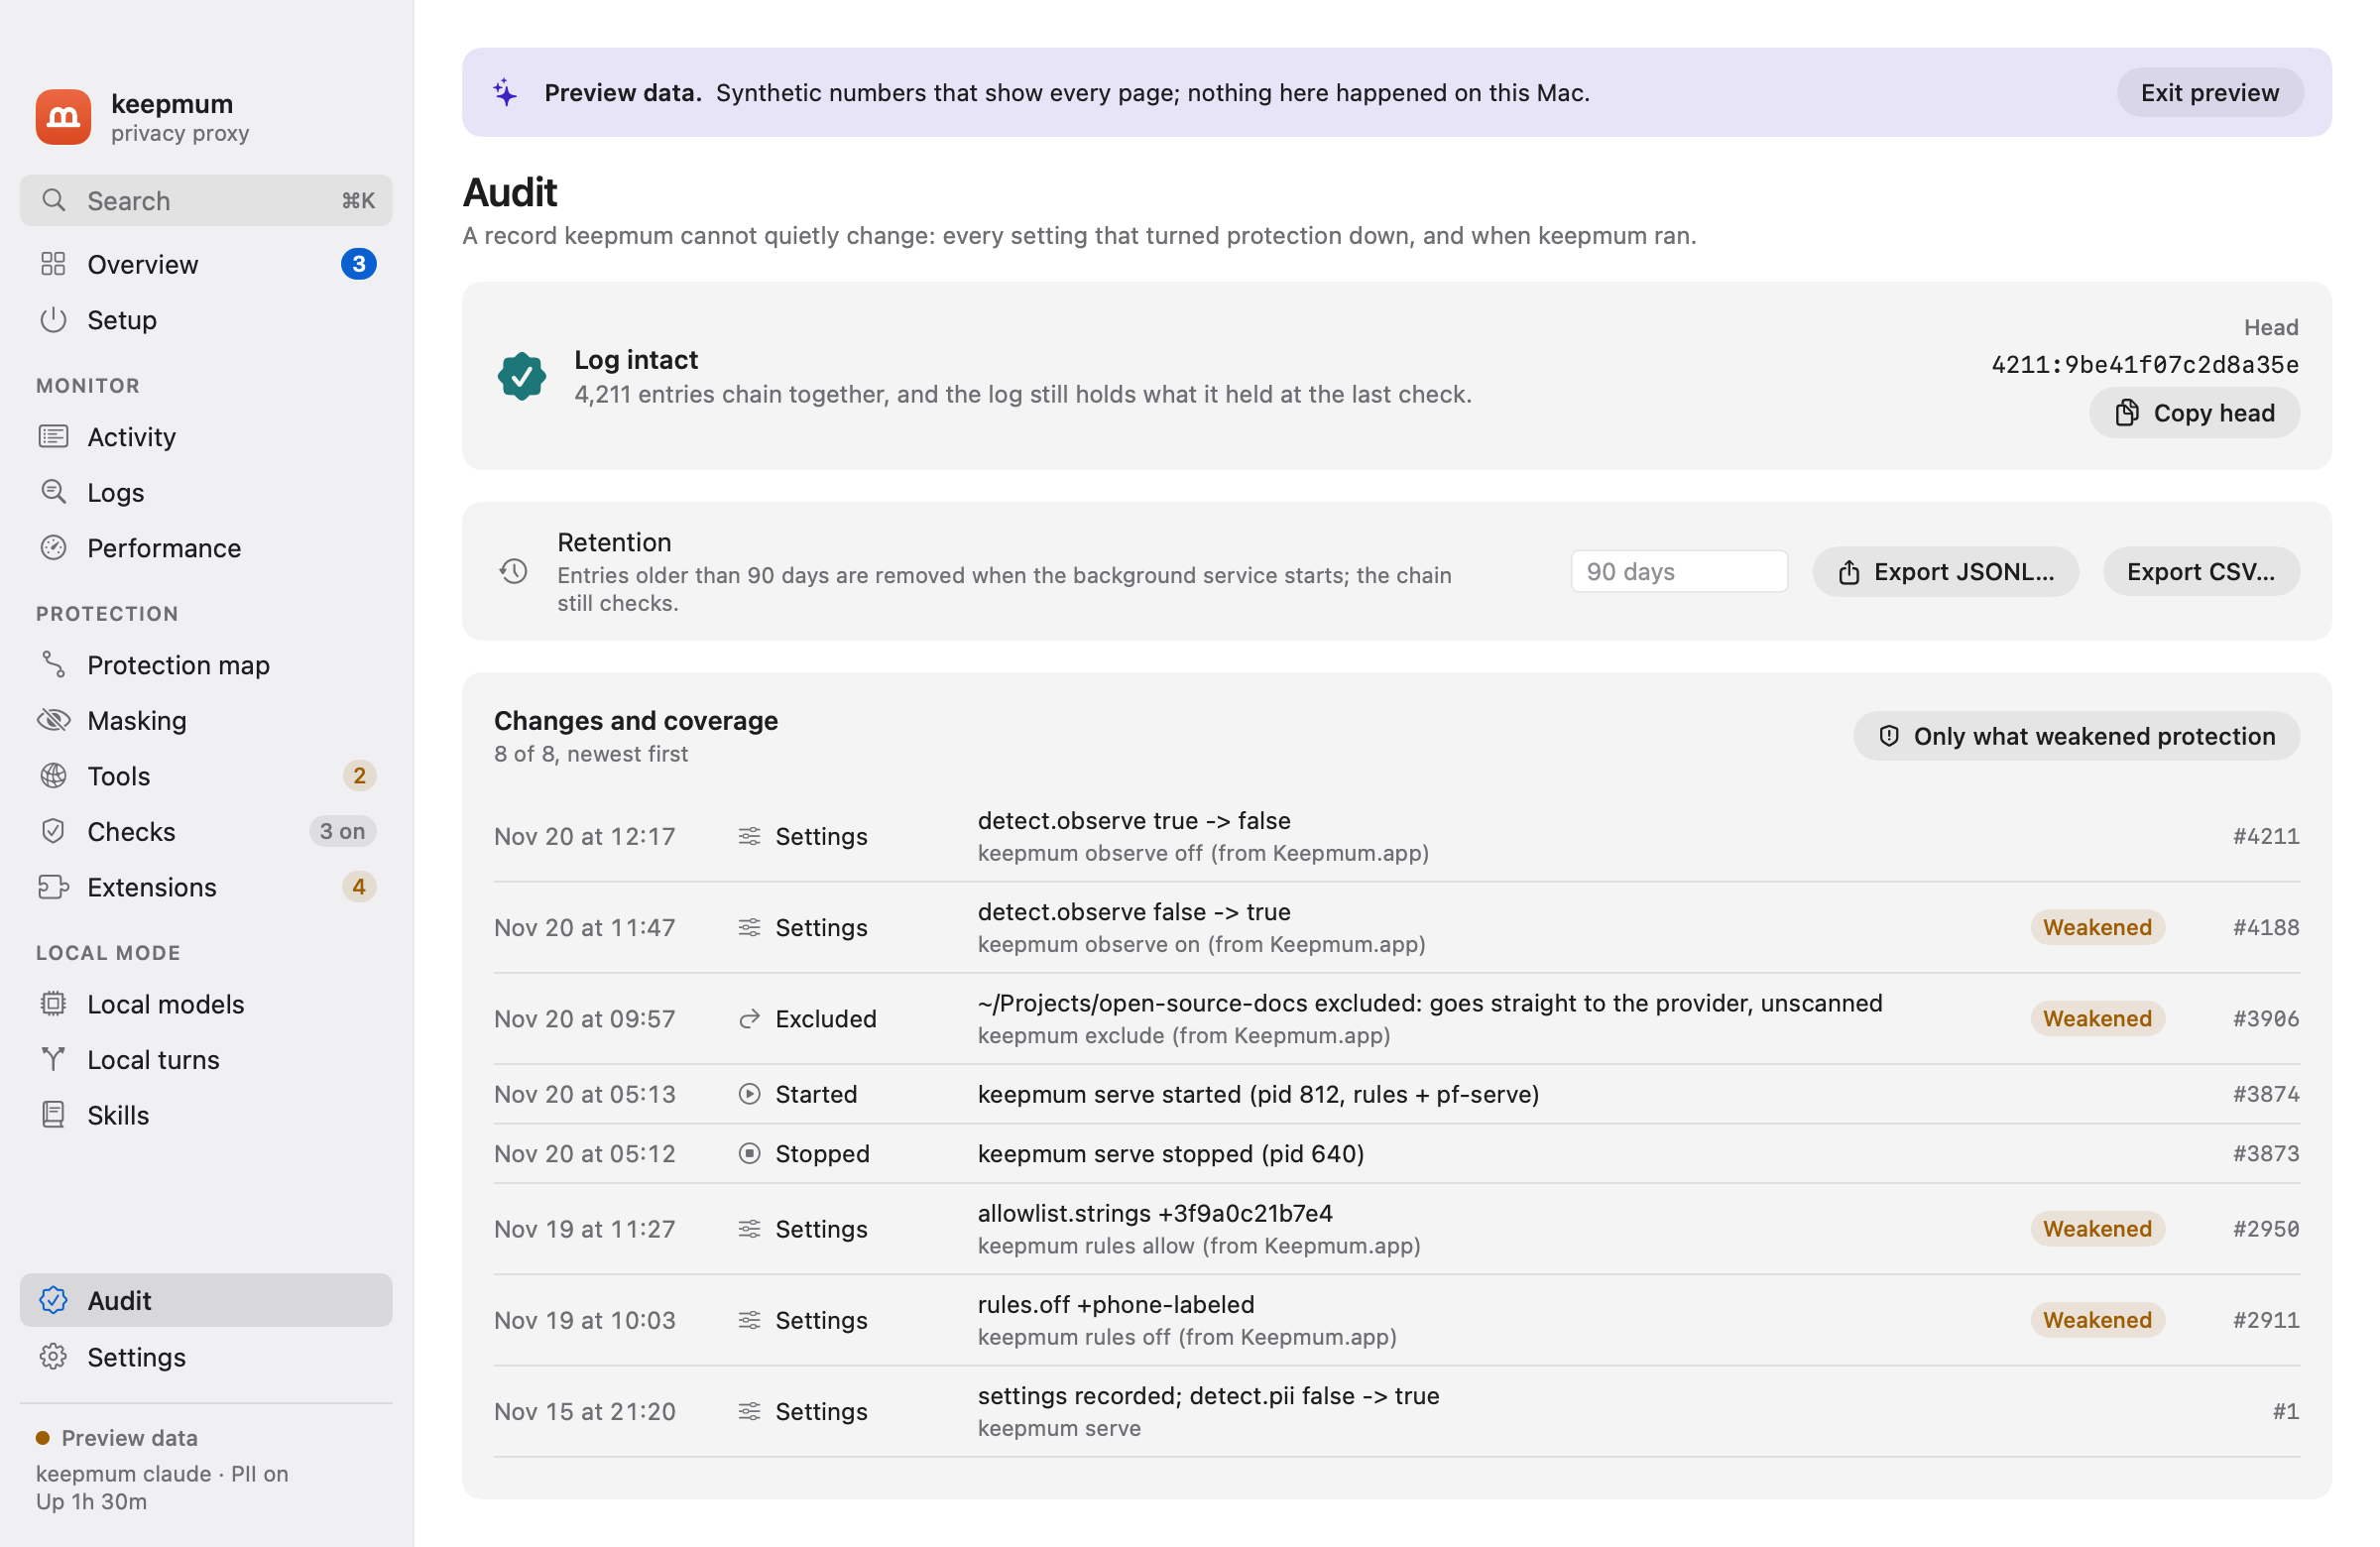 keepmum
privacy proxy
Search ⌘K
Overview 3
Setup
MONITOR
Activity
Logs
Performance
PROTECTION
Protection map
Masking
Tools 2
Checks 3 on
Extensions 4
LOCAL MODE
Local models
Local turns
Skills
Audit
Settings
Preview data
keepmum claude · PII on
Up 1h 30m
Preview data. Synthetic numbers that show every page; nothing here happened on this Mac.
Exit preview
Audit
A record keepmum cannot quietly change: every setting that turned protection down, and when keepmum ran.
Log intact
4,211 entries chain together, and the log still holds what it held at the last check.
Head
4211:9be41f07c2d8a35e
Copy head
Retention
Entries older than 90 days are removed when the background service starts; the chain
still checks.
90 days
Export JSONL...
Export CSV...
Changes and coverage
8 of 8, newest first
Only what weakened protection
Nov 20 at 12:17 Settings detect.observe true -> false #4211
keepmum observe off (from Keepmum.app)
Nov 20 at 11:47 Settings detect.observe false -> true Weakened #4188
keepmum observe on (from Keepmum.app)
Nov 20 at 09:57 Excluded ~/Projects/open-source-docs excluded: goes straight to the provider, unscanned Weakened #3906
keepmum exclude (from Keepmum.app)
Nov 20 at 05:13 Started keepmum serve started (pid 812, rules + pf-serve) #3874
Nov 20 at 05:12 Stopped keepmum serve stopped (pid 640) #3873
Nov 19 at 11:27 Settings allowlist.strings +3f9a0c21b7e4 Weakened #2950
keepmum rules allow (from Keepmum.app)
Nov 19 at 10:03 Settings rules.off +phone-labeled Weakened #2911
keepmum rules off (from Keepmum.app)
Nov 15 at 21:20 Settings settings recorded; detect.pii false -> true #1
keepmum serve